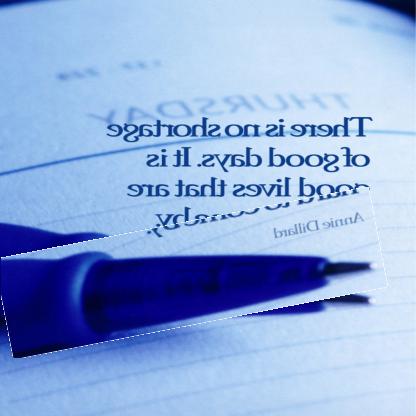 THURSDAY
There is no shortage
of good days. It is
good lives that are
hard to come by.
Annie Dillard